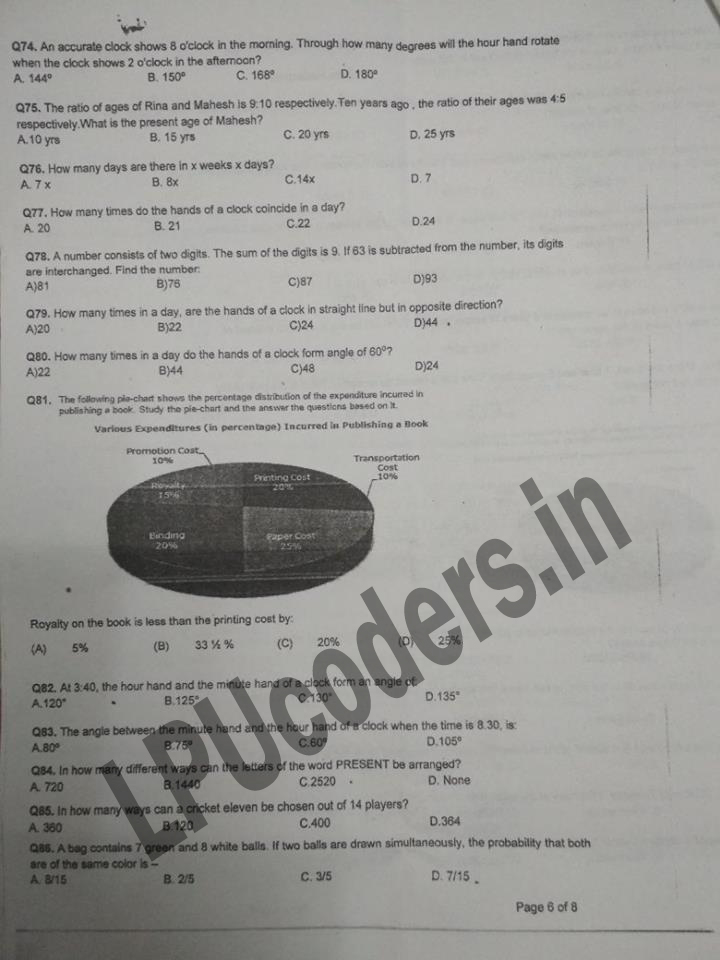 Q74. An accurate clock shows 8 o'clock in the morning. Through how many degrees will the hour hand rotate
when the clock shows 2 o'clock in the afternoon?
A. 144º B. 150º C. 168º D. 180º
Q75. The ratio of ages of Rina and Mahesh is 9:10 respectively.Ten years ago , the ratio of their ages was 4:5
respectively.What is the present age of Mahesh?
A.10 yrs B. 15 yrs C. 20 yrs D. 25 yrs
Q76. How many days are there in x weeks x days?
A. 7 x B. 8x C.14x D. 7
Q77. How many times do the hands of a clock coincide in a day?
A. 20 B. 21 C.22 D.24
Q78. A number consists of two digits. The sum of the digits is 9. If 63 is subtracted from the number, its digits
are interchanged. Find the number:
A)81 B)76 C)87 D)93
Q79. How many times in a day, are the hands of a clock in straight line but in opposite direction?
A)20 B)22 C)24 D)44
Q80. How many times in a day do the hands of a clock form angle of 60º?
A)22 B)44 C)48 D)24
Q81. The following pie-chart shows the percentage distribution of the expenditure incurred in
publishing a book. Study the pie-chart and the answer the questions based on it.
Various Expenditures (in percentage) Incurred in Publishing a Book
Promotion Cost
10%
Transportation
Cost
10%
Royalty
15%
Printing Cost
20%
Binding
20%
Paper Cost
25%
Royalty on the book is less than the printing cost by:
(A) 5% (B) 33 ⅓ % (C) 20% (D) 25%
Q82. At 3:40, the hour hand and the minute hand of a clock form an angle of:
A.120° B.125° C.130° D.135°
Q83. The angle between the minute hand and the hour hand of a clock when the time is 8.30, is:
A.80º B.75º C.60º D.105º
Q84. In how many different ways can the letters of the word PRESENT be arranged?
A. 720 B.1440 C.2520 D. None
Q85. In how many ways can a cricket eleven be chosen out of 14 players?
A. 360 B.120 C.400 D.364
Q86. A bag contains 7 green and 8 white balls. If two balls are drawn simultaneously, the probability that both
are of the same color is –
A. 8/15 B. 2/5 C. 3/5 D. 7/15
Page 6 of 8
LPUcoders.in